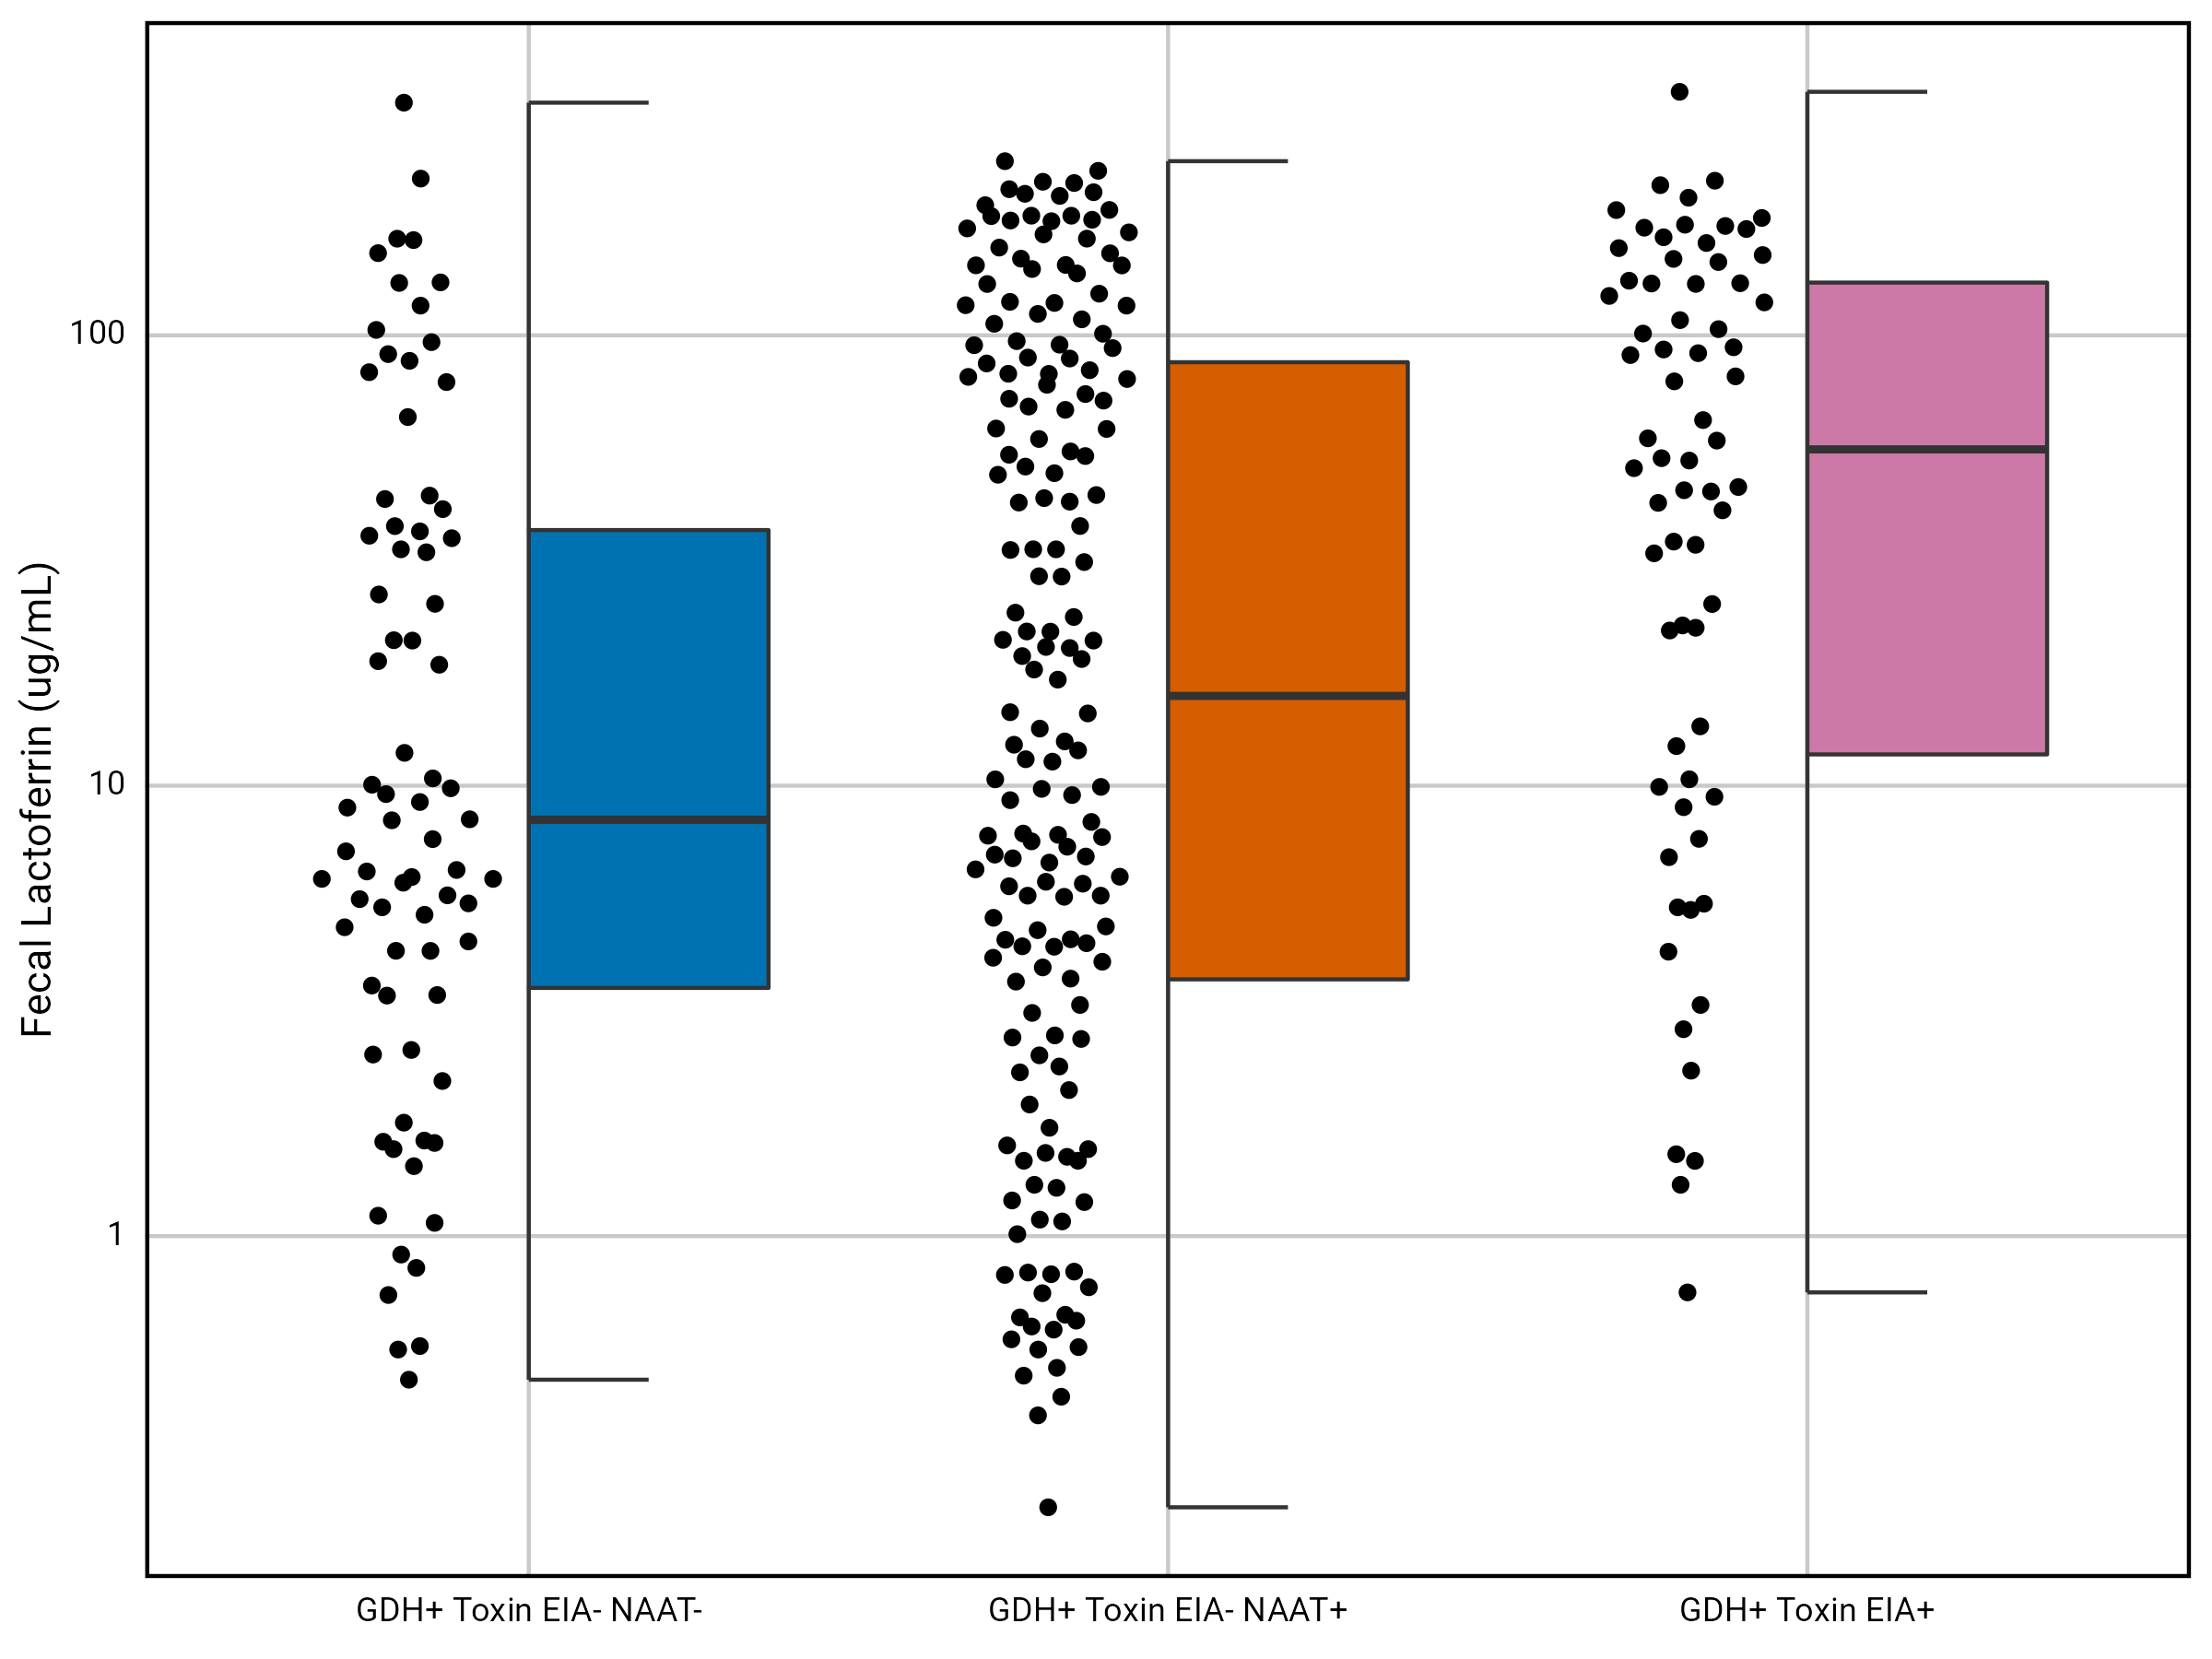 Fecal Lactoferrin (ug/mL)
100
10
1
GDH+ Toxin EIA- NAAT-
GDH+ Toxin EIA- NAAT+
GDH+ Toxin EIA+